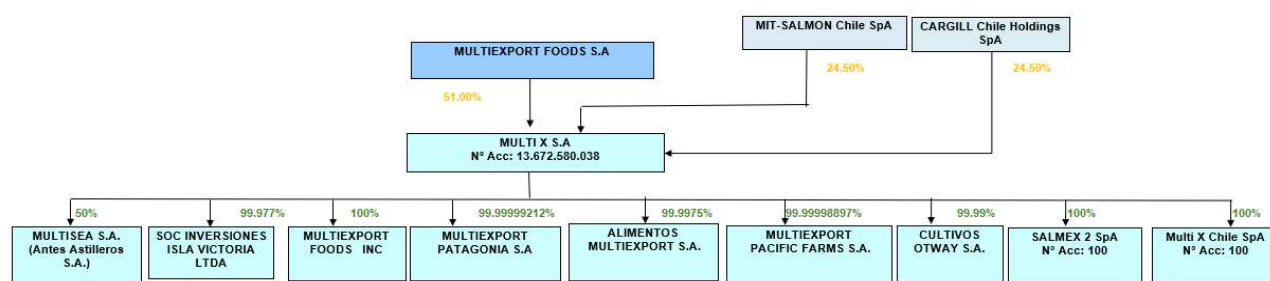 MIT-SALMON Chile SpA
CARGILL Chile Holdings
SpA
MULTIEXPORT FOODS S.A
24.50%
24.50%
51.00%
MULTI X S.A
Nº Acc: 13.672.580.038
50%
99.977%
100%
99.99999212%
99.9975%
99.99998897%
99.99%
100%
100%
MULTISEA S.A.
(Antes Astilleros
S.A.)
SOC INVERSIONES
ISLA VICTORIA
LTDA
MULTIEXPORT
FOODS INC
MULTIEXPORT
PATAGONIA S.A
ALIMENTOS
MULTIEXPORT S.A.
MULTIEXPORT
PACIFIC FARMS S.A.
CULTIVOS
OTWAY S.A.
SALMEX 2 SpA
Nº Acc: 100
Multi X Chile SpA
Nº Acc: 100